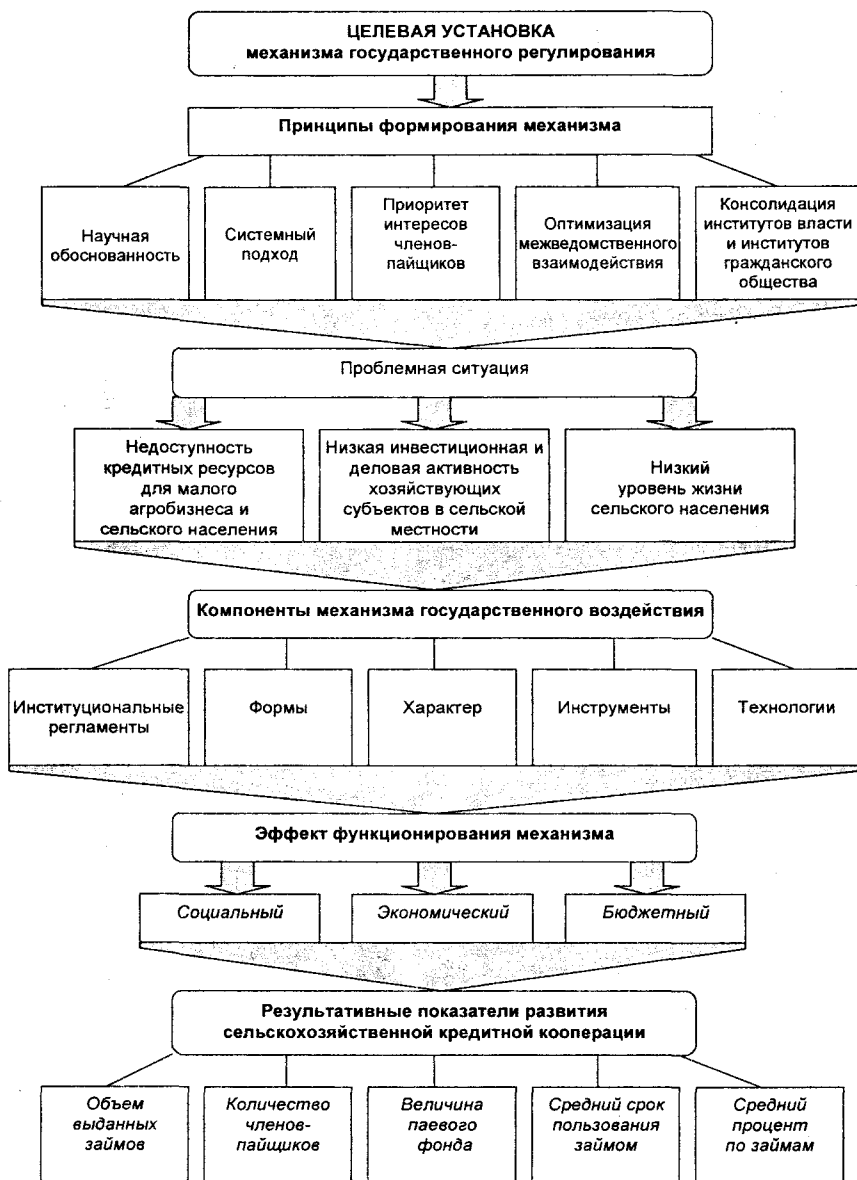 ЦЕЛЕВАЯ УСТАНОВКА
механизма государственного регулирования
Принципы формирования механизма
Научная
обоснованность
Системный
подход
Приоритет
интересов
членов-
пайщиков
Оптимизация
межведомственного
взаимодействия
Консолидация
институтов власти
и институтов
гражданского
общества
Проблемная ситуация
Недоступность
кредитных ресурсов
для малого
агробизнеса и
сельского населения
Низкая инвестиционная и
деловая активность
хозяйствующих
субъектов в сельской
местности
Низкий
уровень жизни
сельского населения
Компоненты механизма государственного воздействия
Институциональные
регламенты
Формы
Характер
Инструменты
Технологии
Эффект функционирования механизма
Социальный
Экономический
Бюджетный
Результативные показатели развития
сельскохозяйственной кредитной кооперации
Объем
выданных
займов
Количество
членов-
пайщиков
Величина
паевого
фонда
Средний срок
пользования
займом
Средний
процент
по займам